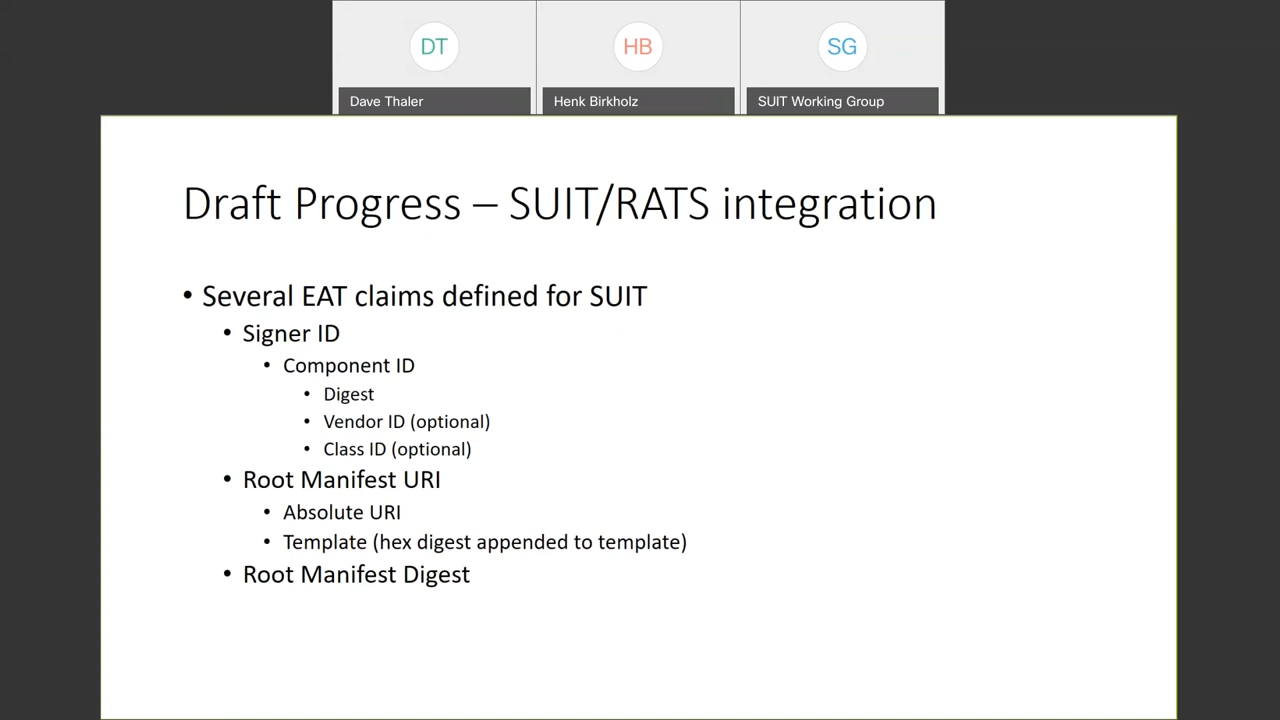 DT
HB
SG
Dave Thaler
Henk Birkholz
SUIT Working Group
Draft Progress – SUIT/RATS integration
• Several EAT claims defined for SUIT
• Signer ID
• Component ID
• Digest
• Vendor ID (optional)
• Class ID (optional)
• Root Manifest URI
• Absolute URI
• Template (hex digest appended to template)
• Root Manifest Digest